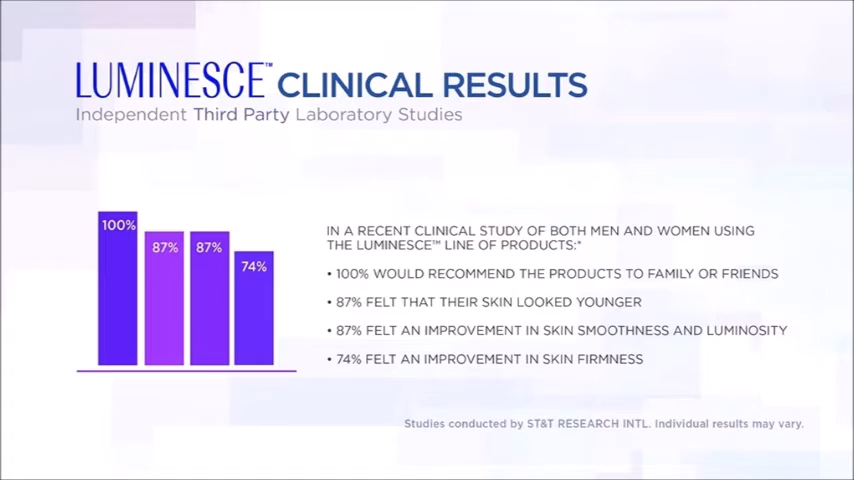 LUMINESCE™ CLINICAL RESULTS
Independent Third Party Laboratory Studies
100%
87%
87%
74%
IN A RECENT CLINICAL STUDY OF BOTH MEN AND WOMEN USING
THE LUMINESCE™ LINE OF PRODUCTS:*
• 100% WOULD RECOMMEND THE PRODUCTS TO FAMILY OR FRIENDS
• 87% FELT THAT THEIR SKIN LOOKED YOUNGER
• 87% FELT AN IMPROVEMENT IN SKIN SMOOTHNESS AND LUMINOSITY
• 74% FELT AN IMPROVEMENT IN SKIN FIRMNESS
Studies conducted by ST&T RESEARCH INTL. Individual results may vary.